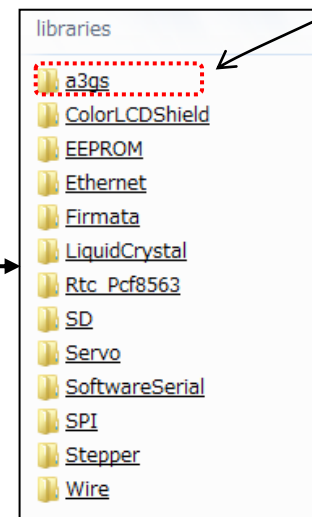 libraries
a3gs
ColorLCDShield
EEPROM
Ethernet
Firmata
LiquidCrystal
Rtc_Pcf8563
SD
Servo
SoftwareSerial
SPI
Stepper
Wire